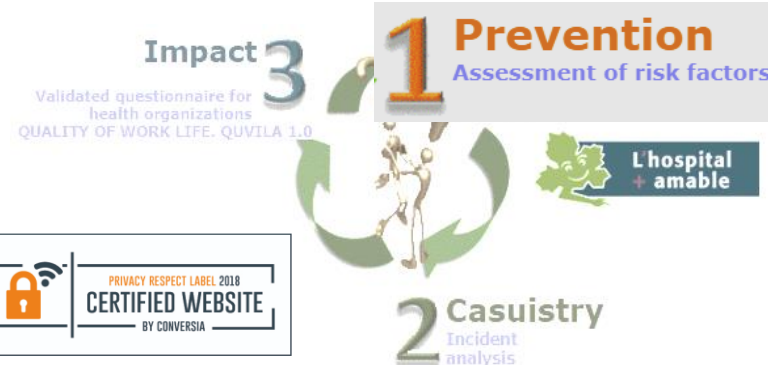 Impact 3
Validated questionnaire for
health organizations
QUALITY OF WORK LIFE. QUVILA 1.0
1 Prevention
Assessment of risk factors
L'hospital
+ amable
PRIVACY RESPECT LABEL 2018
CERTIFIED WEBSITE
BY CONVERSIA
2 Casuistry
Incident
analysis